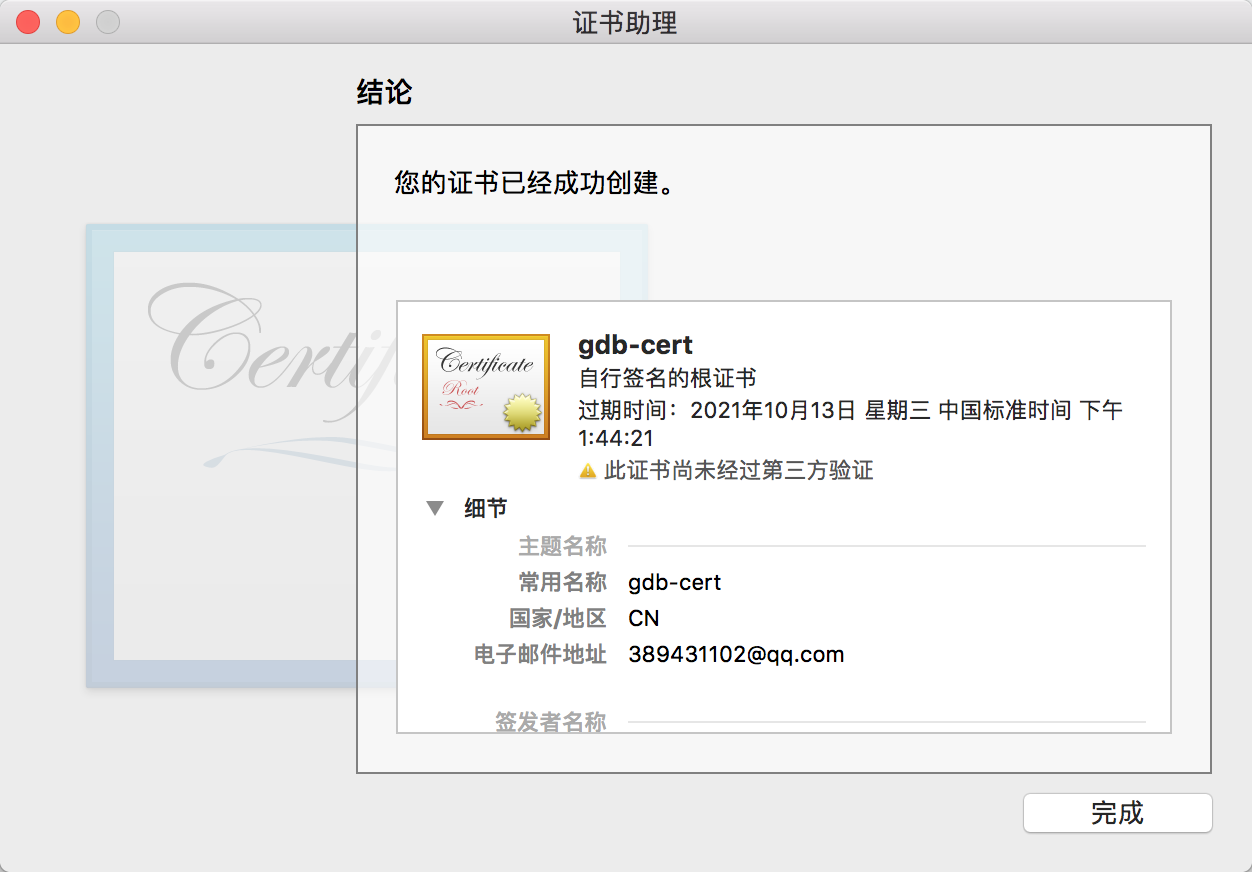 证书助理
结论
您的证书已经成功创建。
Certif
Certificate
Root
gdb-cert
自行签名的根证书
过期时间：2021年10月13日 星期三 中国标准时间 下午
1:44:21
此证书尚未经过第三方验证
细节
主题名称
常用名称 gdb-cert
国家/地区 CN
电子邮件地址 389431102@qq.com
签发者名称
完成